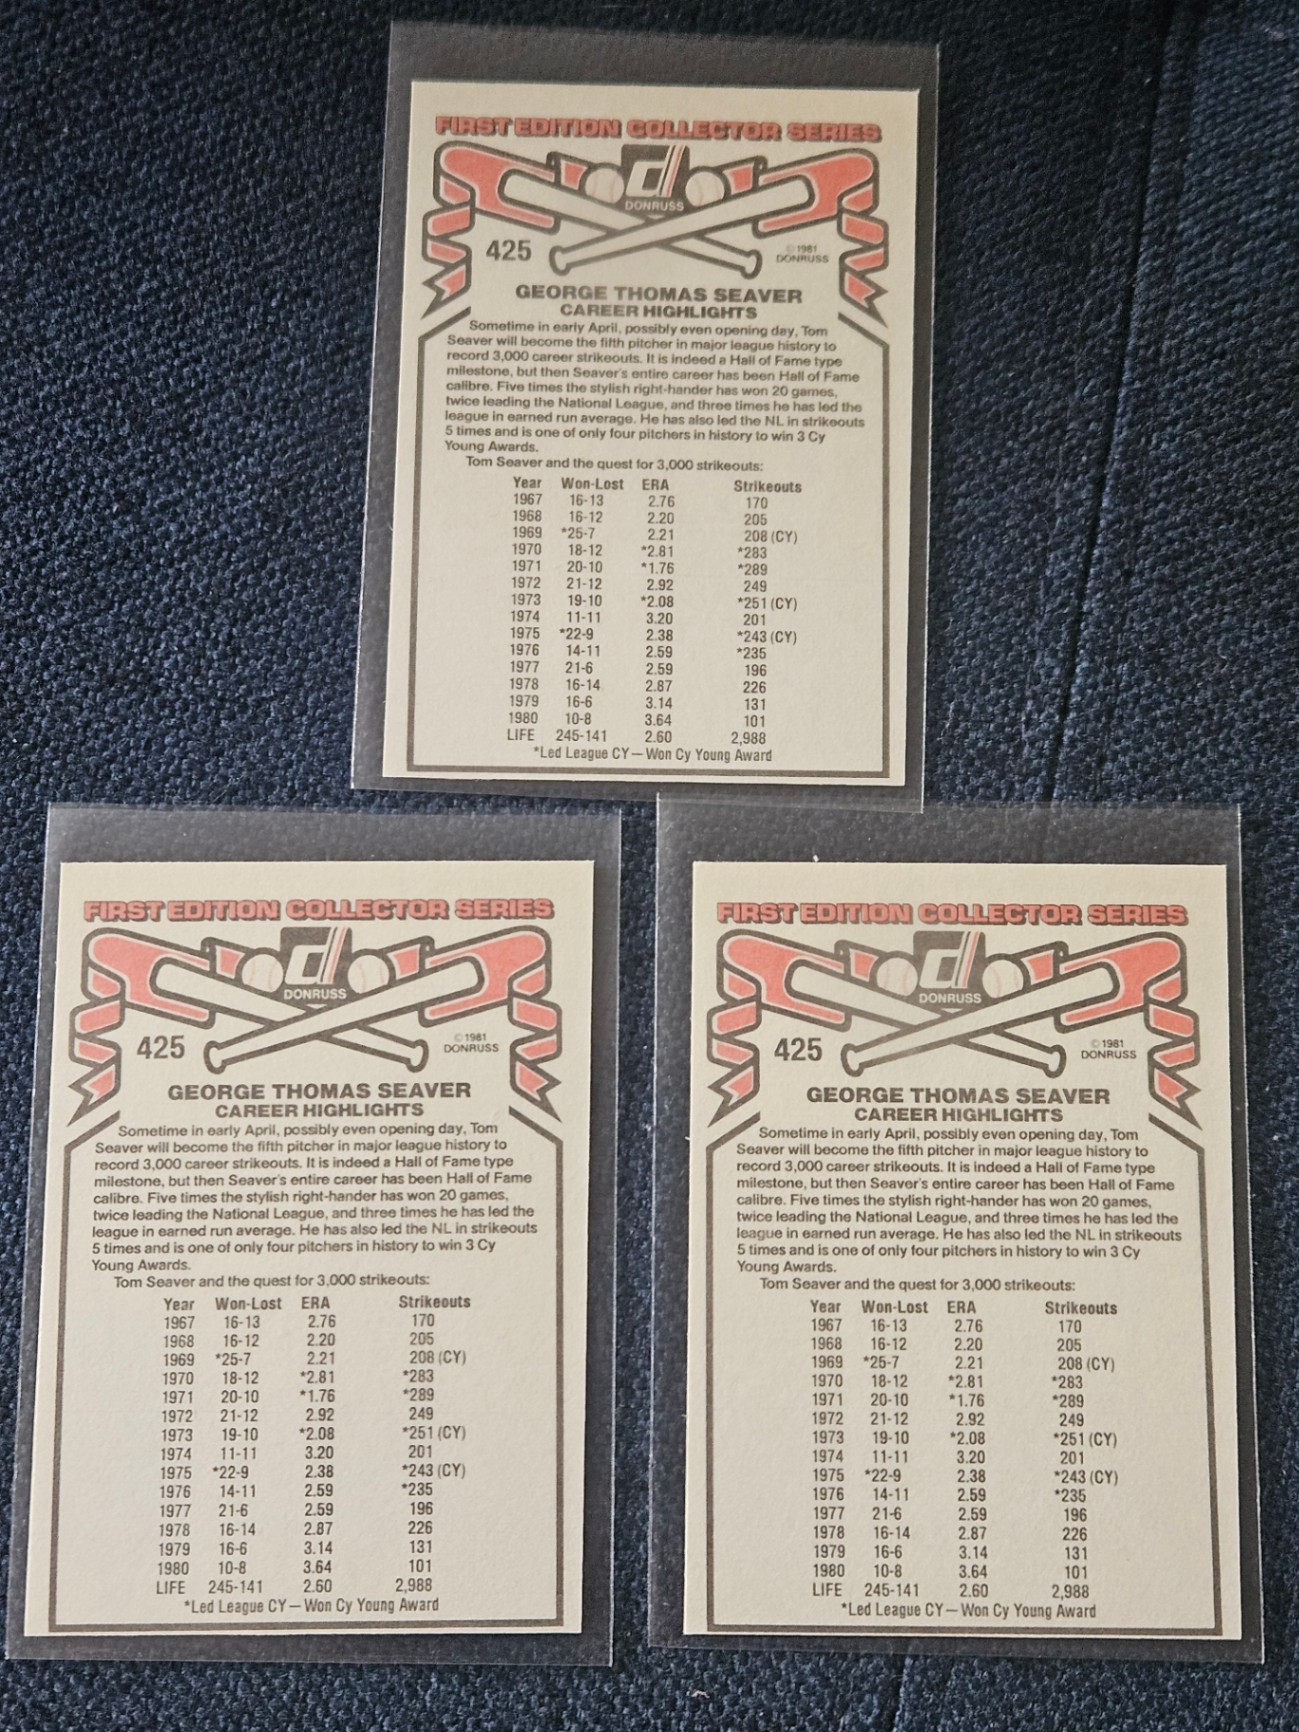 FIRST EDITION COLLECTOR SERIES
d
DONRUSS
425
© 1981
DONRUSS
GEORGE THOMAS SEAVER
CAREER HIGHLIGHTS
Sometime in early April, possibly even opening day, Tom
Seaver will become the fifth pitcher in major league history to
record 3,000 career strikeouts. It is indeed a Hall of Fame type
milestone, but then Seaver's entire career has been Hall of Fame
calibre. Five times the stylish right-hander has won 20 games,
twice leading the National League, and three times he has led the
league in earned run average. He has also led the NL in strikeouts
5 times and is one of only four pitchers in history to win 3 Cy
Young Awards.
Tom Seaver and the quest for 3,000 strikeouts:
Year Won-Lost ERA Strikeouts
1967 16-13 2.76 170
1968 16-12 2.20 205
1969 *25-7 2.21 208 (CY)
1970 18-12 *2.81 *283
1971 20-10 *1.76 *289
1972 21-12 2.92 249
1973 19-10 *2.08 *251 (CY)
1974 11-11 3.20 201
1975 *22-9 2.38 *243 (CY)
1976 14-11 2.59 *235
1977 21-6 2.59 196
1978 16-14 2.87 226
1979 16-6 3.14 131
1980 10-8 3.64 101
LIFE 245-141 2.60 2,988
*Led League CY — Won Cy Young Award
FIRST EDITION COLLECTOR SERIES
d
DONRUSS
425
© 1981
DONRUSS
GEORGE THOMAS SEAVER
CAREER HIGHLIGHTS
Sometime in early April, possibly even opening day, Tom
Seaver will become the fifth pitcher in major league history to
record 3,000 career strikeouts. It is indeed a Hall of Fame type
milestone, but then Seaver's entire career has been Hall of Fame
calibre. Five times the stylish right-hander has won 20 games,
twice leading the National League, and three times he has led the
league in earned run average. He has also led the NL in strikeouts
5 times and is one of only four pitchers in history to win 3 Cy
Young Awards.
Tom Seaver and the quest for 3,000 strikeouts:
Year Won-Lost ERA Strikeouts
1967 16-13 2.76 170
1968 16-12 2.20 205
1969 *25-7 2.21 208 (CY)
1970 18-12 *2.81 *283
1971 20-10 *1.76 *289
1972 21-12 2.92 249
1973 19-10 *2.08 *251 (CY)
1974 11-11 3.20 201
1975 *22-9 2.38 *243 (CY)
1976 14-11 2.59 *235
1977 21-6 2.59 196
1978 16-14 2.87 226
1979 16-6 3.14 131
1980 10-8 3.64 101
LIFE 245-141 2.60 2,988
*Led League CY — Won Cy Young Award
FIRST EDITION COLLECTOR SERIES
d
DONRUSS
425
© 1981
DONRUSS
GEORGE THOMAS SEAVER
CAREER HIGHLIGHTS
Sometime in early April, possibly even opening day, Tom
Seaver will become the fifth pitcher in major league history to
record 3,000 career strikeouts. It is indeed a Hall of Fame type
milestone, but then Seaver's entire career has been Hall of Fame
calibre. Five times the stylish right-hander has won 20 games,
twice leading the National League, and three times he has led the
league in earned run average. He has also led the NL in strikeouts
5 times and is one of only four pitchers in history to win 3 Cy
Young Awards.
Tom Seaver and the quest for 3,000 strikeouts:
Year Won-Lost ERA Strikeouts
1967 16-13 2.76 170
1968 16-12 2.20 205
1969 *25-7 2.21 208 (CY)
1970 18-12 *2.81 *283
1971 20-10 *1.76 *289
1972 21-12 2.92 249
1973 19-10 *2.08 *251 (CY)
1974 11-11 3.20 201
1975 *22-9 2.38 *243 (CY)
1976 14-11 2.59 *235
1977 21-6 2.59 196
1978 16-14 2.87 226
1979 16-6 3.14 131
1980 10-8 3.64 101
LIFE 245-141 2.60 2,988
*Led League CY — Won Cy Young Award